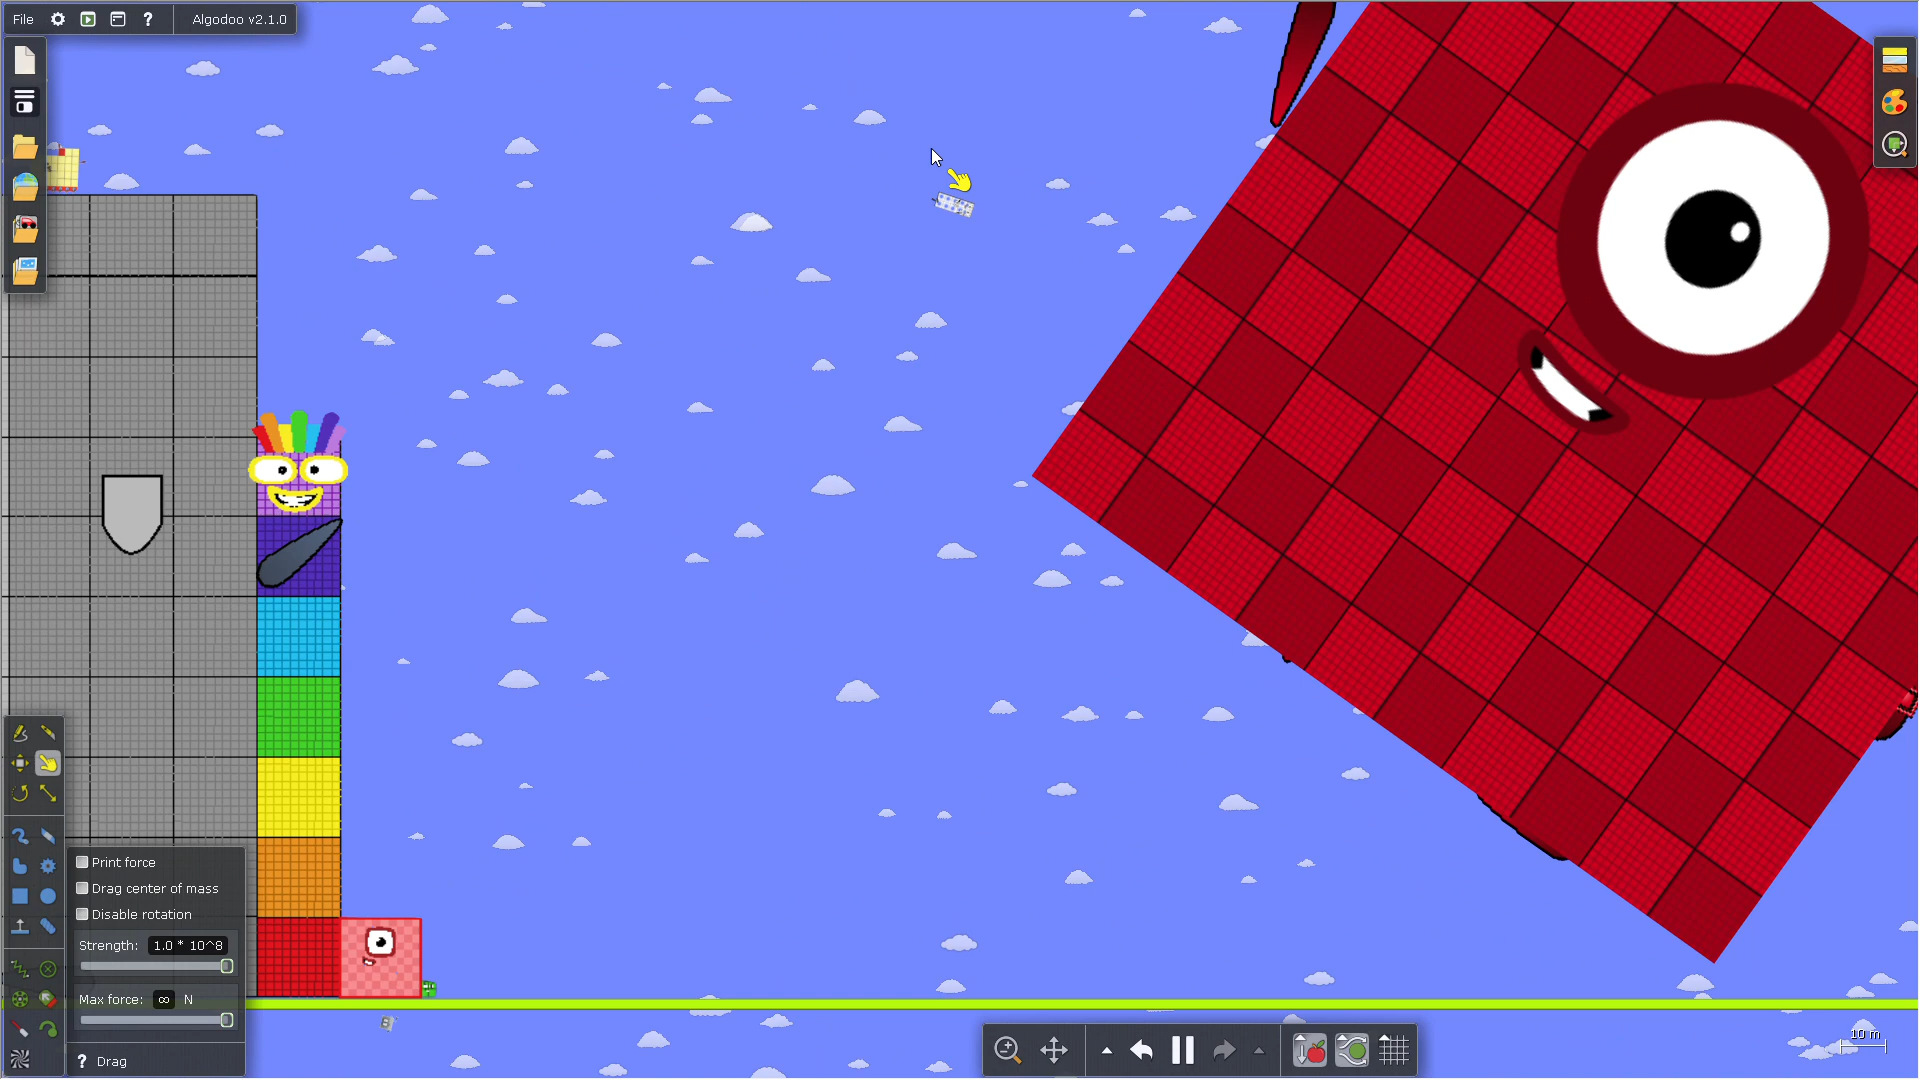 File ? Algodoo v2.1.0
Print force
Drag center of mass
Disable rotation
Strength: 1.0 * 10^8
Max force: ∞ N
? Drag
10 m